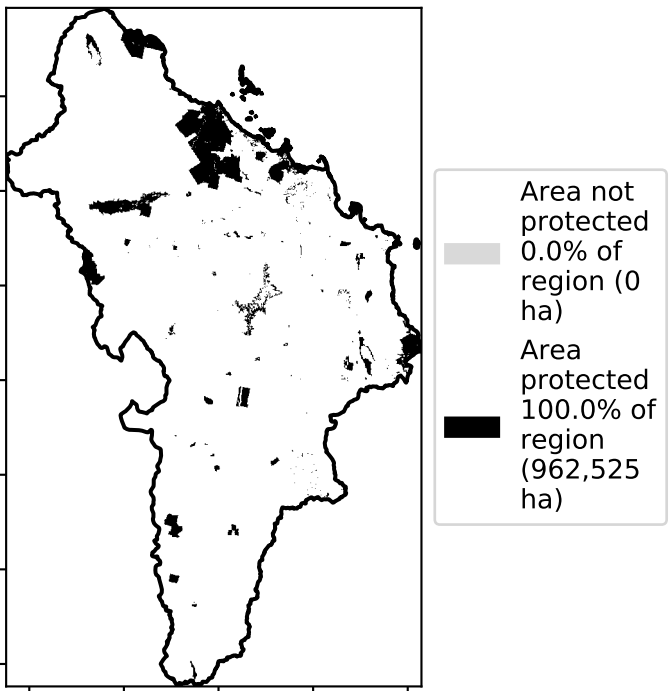 Area not
protected
0.0% of
region (0
ha)
Area
protected
100.0% of
region
(962,525
ha)